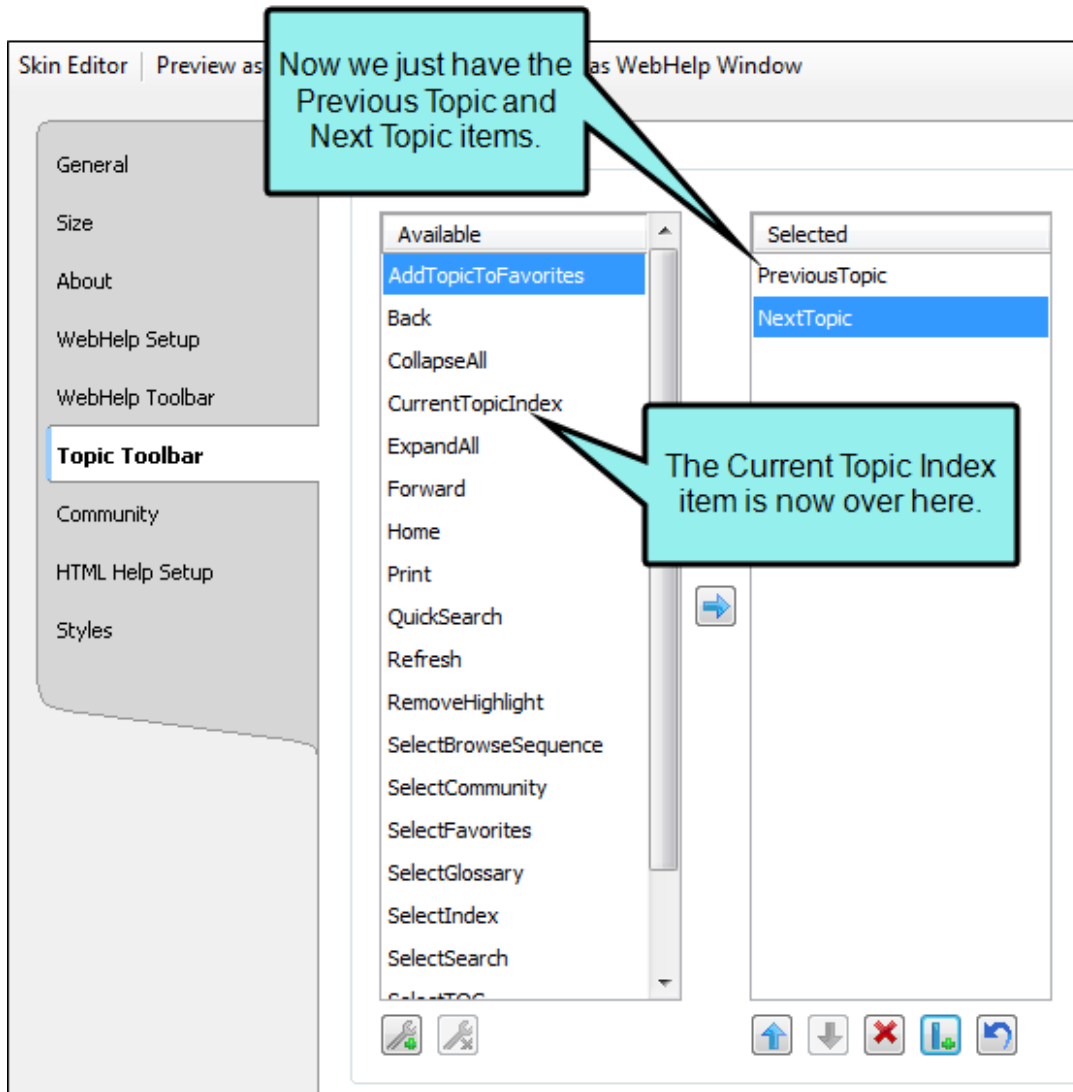 Skin Editor
Preview as
as WebHelp Window
Now we just have the
Previous Topic and
Next Topic items.
General
Size
About
WebHelp Setup
WebHelp Toolbar
Topic Toolbar
Community
HTML Help Setup
Styles
Available
AddTopicToFavorites
Back
CollapseAll
CurrentTopicIndex
ExpandAll
Forward
Home
Print
QuickSearch
Refresh
RemoveHighlight
SelectBrowseSequence
SelectCommunity
SelectFavorites
SelectGlossary
SelectIndex
SelectSearch
SelectTOC
Selected
PreviousTopic
NextTopic
The Current Topic Index
item is now over here.